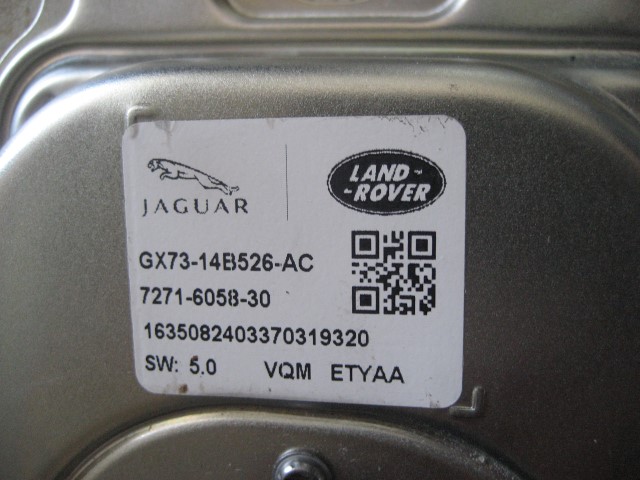 JAGUAR
LAND-
-ROVER
GX73-14B526-AC
7271-6058-30
1635082403370319320
SW: 5.0 VQM ETYAA